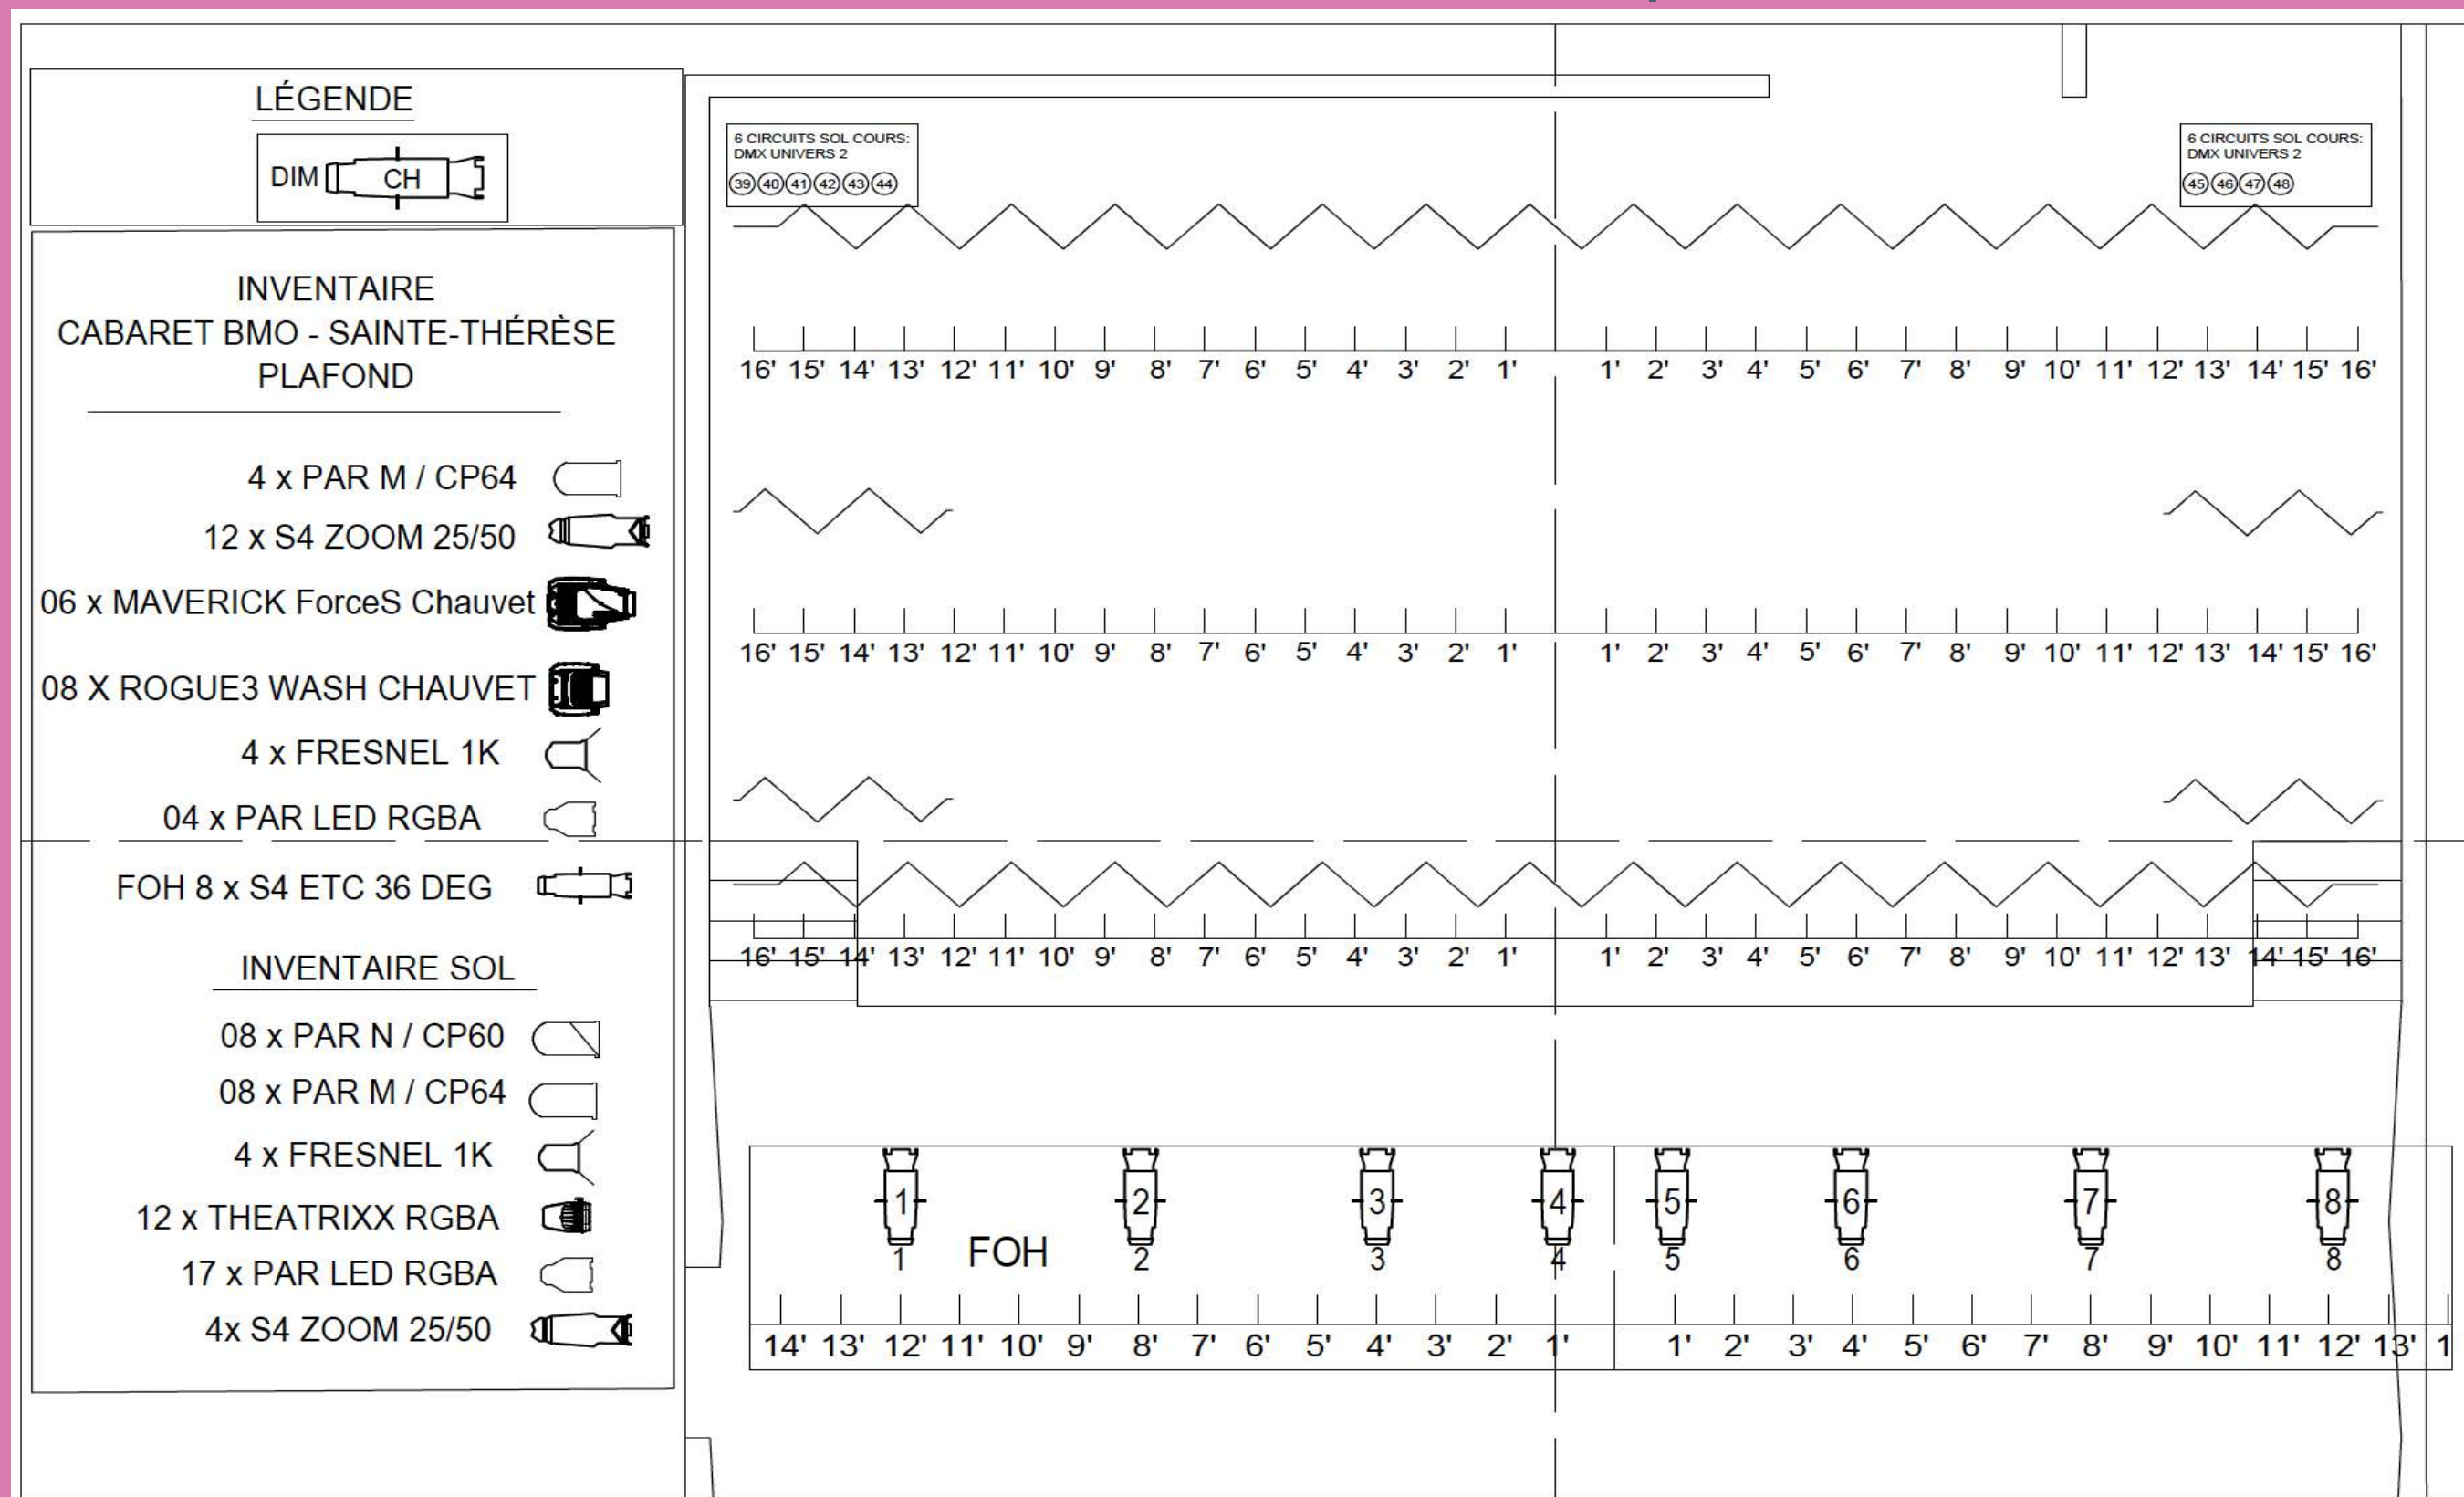 LÉGENDE
DIM CH
INVENTAIRE
CABARET BMO - SAINTE-THÉRÈSE
PLAFOND
4 x PAR M / CP64
12 x S4 ZOOM 25/50
06 x MAVERICK ForceS Chauvet
08 X ROGUE3 WASH CHAUVET
4 x FRESNEL 1K
04 x PAR LED RGBA
FOH 8 x S4 ETC 36 DEG
INVENTAIRE SOL
08 x PAR N / CP60
08 x PAR M / CP64
4 x FRESNEL 1K
12 x THEATRIXX RGBA
17 x PAR LED RGBA
4x S4 ZOOM 25/50
6 CIRCUITS SOL COURS:
DMX UNIVERS 2
39 40 41 42 43 44
6 CIRCUITS SOL COURS:
DMX UNIVERS 2
45 46 47 48
16' 15' 14' 13' 12' 11' 10' 9' 8' 7' 6' 5' 4' 3' 2' 1' 1' 2' 3' 4' 5' 6' 7' 8' 9' 10' 11' 12' 13' 14' 15' 16'
16' 15' 14' 13' 12' 11' 10' 9' 8' 7' 6' 5' 4' 3' 2' 1' 1' 2' 3' 4' 5' 6' 7' 8' 9' 10' 11' 12' 13' 14' 15' 16'
16' 15' 14' 13' 12' 11' 10' 9' 8' 7' 6' 5' 4' 3' 2' 1' 1' 2' 3' 4' 5' 6' 7' 8' 9' 10' 11' 12' 13' 14' 15' 16'
1 2 3 4 5 6 7 8
FOH
1 2 3 4 5 6 7 8
14' 13' 12' 11' 10' 9' 8' 7' 6' 5' 4' 3' 2' 1' 1' 2' 3' 4' 5' 6' 7' 8' 9' 10' 11' 12' 13' 1